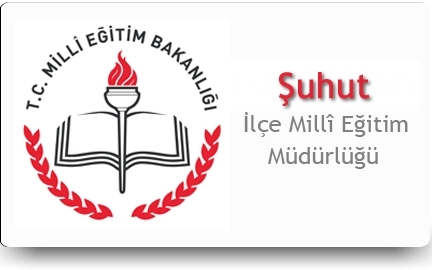 T.C. MİLLÎ EĞİTİM BAKANLIĞI
Şuhut
İlçe Millî Eğitim
Müdürlüğü